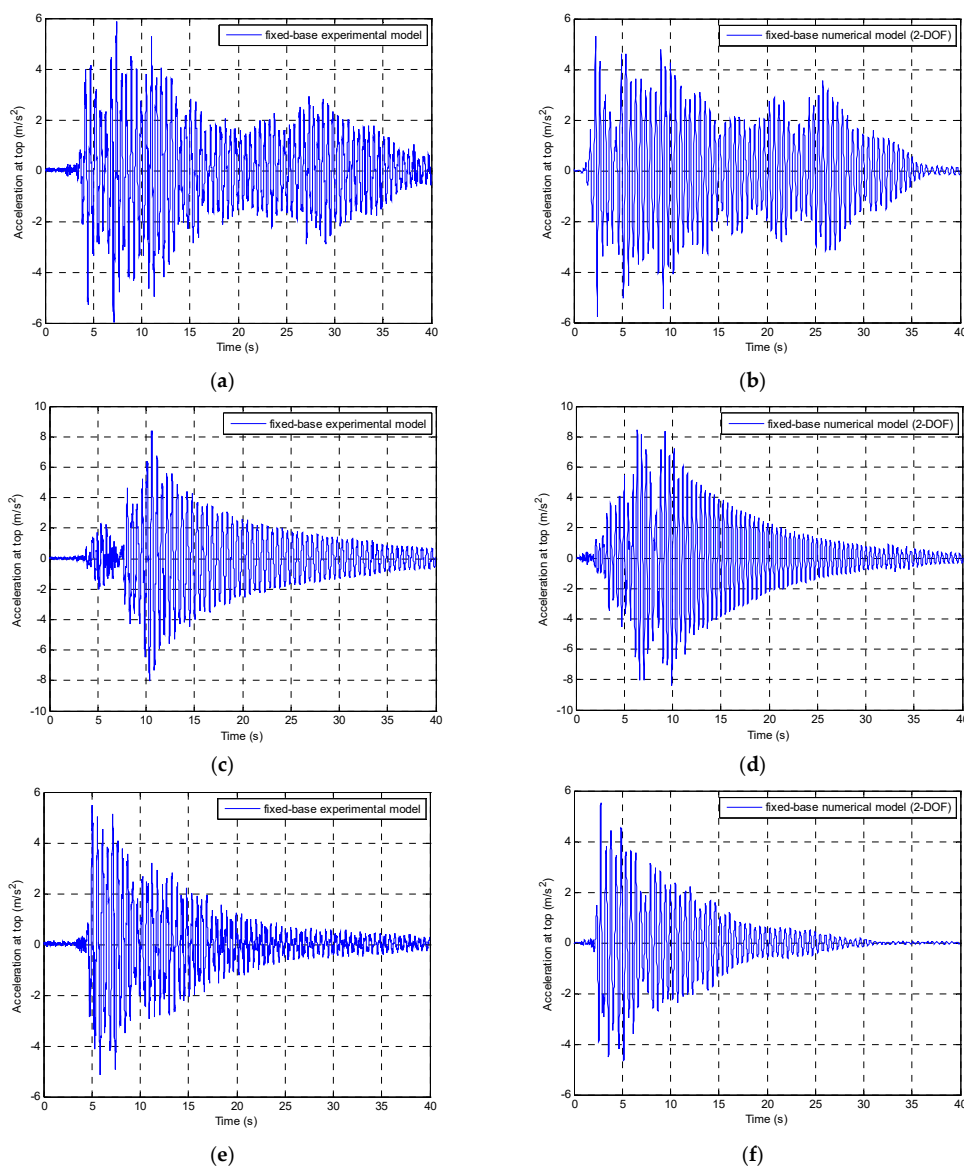 fixed-base experimental model
Acceleration at top (m/s2)
6
4
2
0
-2
-4
-6
0 5 10 15 20 25 30 35 40
Time (s)
(a)
fixed-base numerical model (2-DOF)
Acceleration at top (m/s2)
6
4
2
0
-2
-4
-6
0 5 10 15 20 25 30 35 40
Time (s)
(b)
fixed-base experimental model
Acceleration at top (m/s2)
10
8
6
4
2
0
-2
-4
-6
-8
-10
0 5 10 15 20 25 30 35 40
Time (s)
(c)
fixed-base numerical model (2-DOF)
Acceleration at top (m/s2)
10
8
6
4
2
0
-2
-4
-6
-8
-10
0 5 10 15 20 25 30 35 40
Time (s)
(d)
fixed-base experimental model
Acceleration at top (m/s2)
6
4
2
0
-2
-4
-6
0 5 10 15 20 25 30 35 40
Time (s)
(e)
fixed-base numerical model (2-DOF)
Acceleration at top (m/s2)
6
4
2
0
-2
-4
-6
0 5 10 15 20 25 30 35 40
Time (s)
(f)